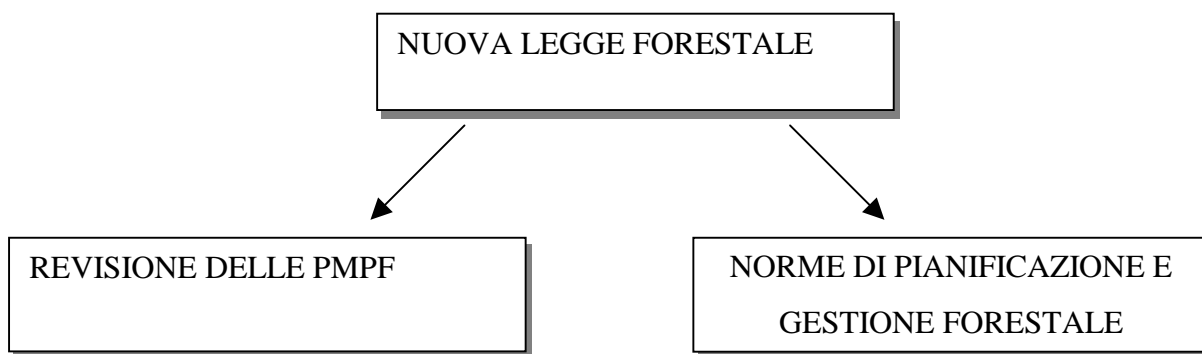 NUOVA LEGGE FORESTALE
REVISIONE DELLE PMPF
NORME DI PIANIFICAZIONE E
GESTIONE FORESTALE